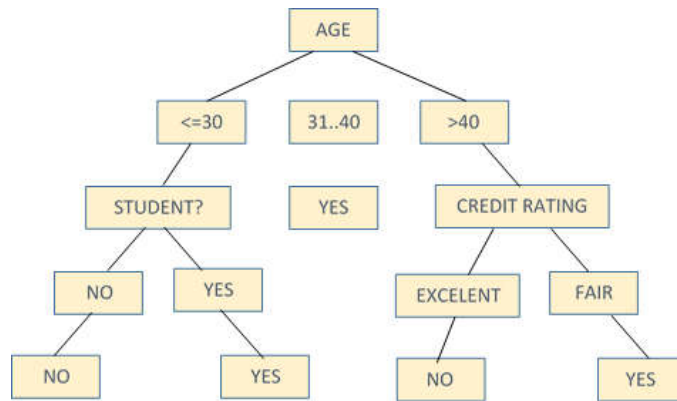 AGE
<=30
31..40
>40
STUDENT?
YES
CREDIT RATING
NO
YES
EXCELENT
FAIR
NO
YES
NO
YES